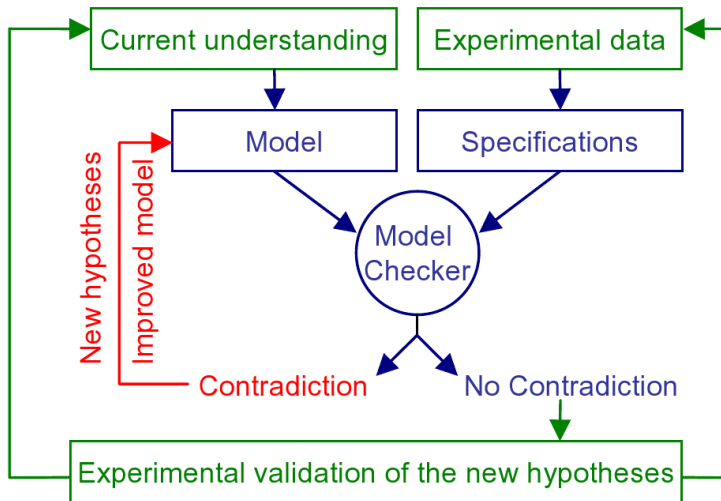 Current understanding
Experimental data
Model
Specifications
New hypotheses
Improved model
Model
Checker
Contradiction
No Contradiction
Experimental validation of the new hypotheses